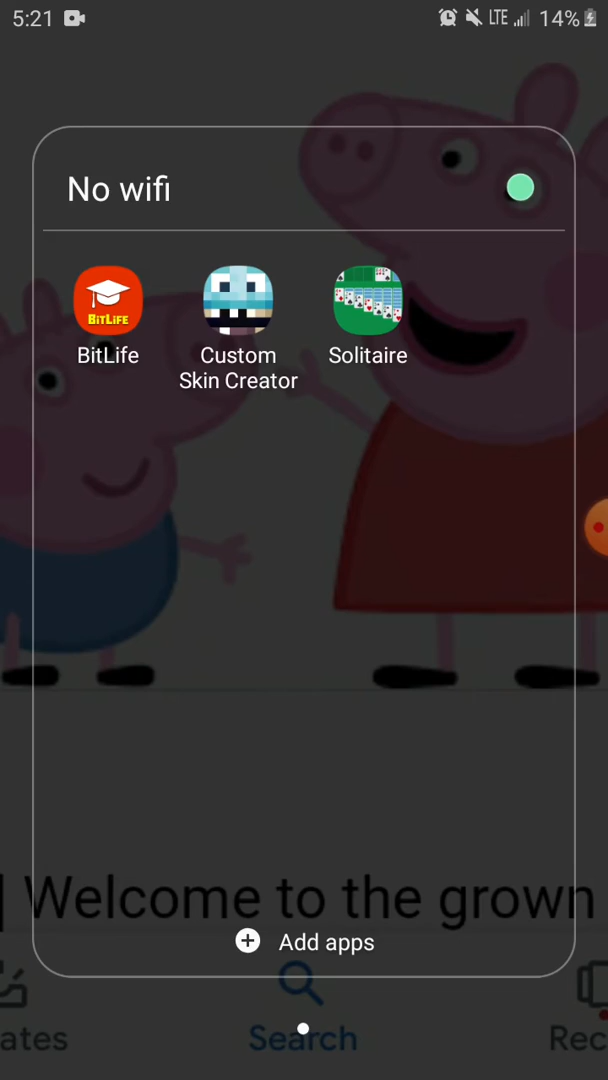 5:21 LTE 14%
No wifi
BITLIFE
BitLife
Custom
Skin Creator
Solitaire
Welcome to the grown
Add apps
ates Search Rec